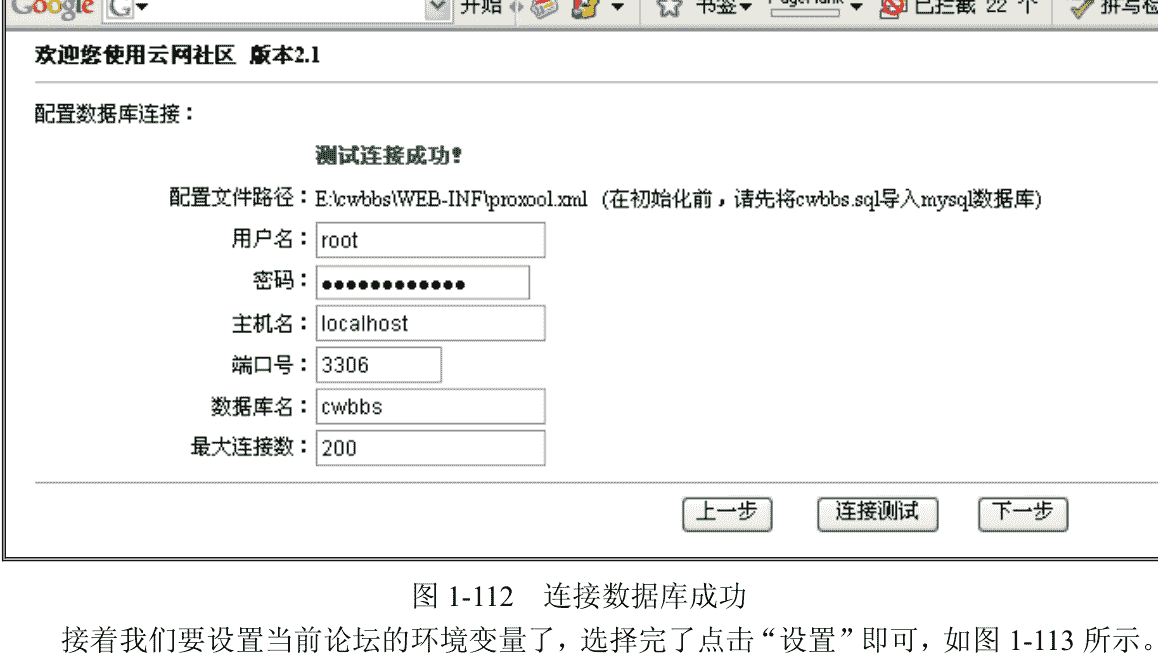 Google
开始
书签
PageRank
已拦截 22 个
拼写检
欢迎您使用云网社区 版本2.1
配置数据库连接：
测试连接成功！
配置文件路径：E:\cwbbs\WEB-INF\proxool.xml (在初始化前，请先将cwbbs.sql导入mysql数据库)
用户名：root
密码：●●●●●●●●●●●●
主机名：localhost
端口号：3306
数据库名：cwbbs
最大连接数：200
上一步 连接测试 下一步
图 1-112 连接数据库成功
接着我们要设置当前论坛的环境变量了，选择完了点击“设置”即可，如图 1-113 所示。